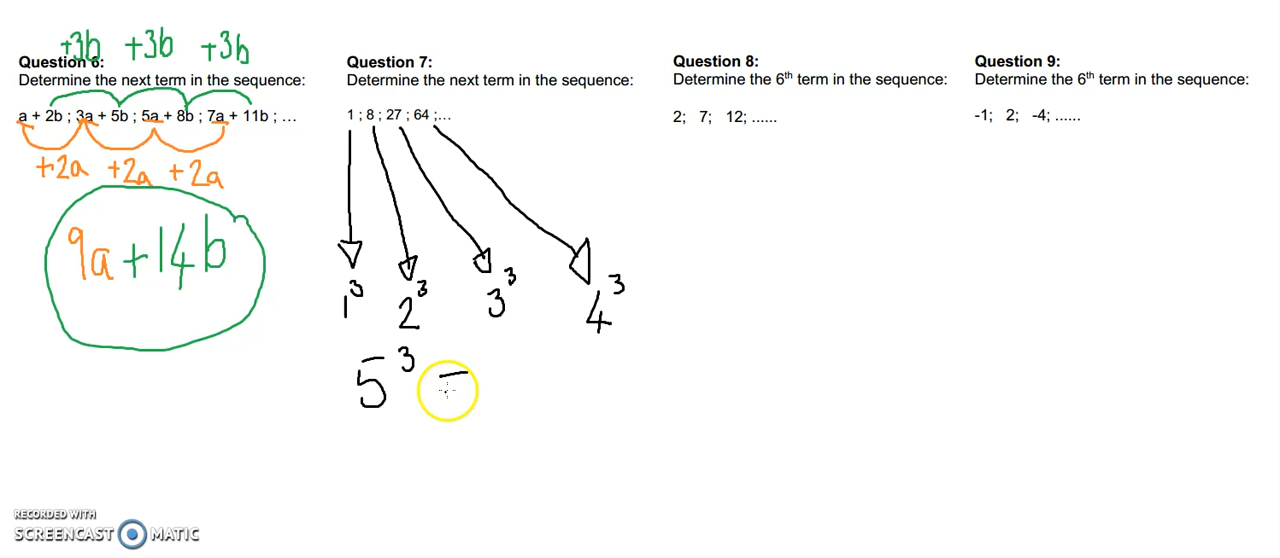 +3b +3b +3b
Question 6:
Determine the next term in the sequence:
a + 2b ; 3a + 5b ; 5a + 8b ; 7a + 11b ; …
+2a +2a +2a
9a+14b
Question 7:
Determine the next term in the sequence:
1 ; 8 ; 27 ; 64 ;…
1³ 2³ 3³ 4³
5³ =
Question 8:
Determine the 6th term in the sequence:
2; 7; 12; ......
Question 9:
Determine the 6th term in the sequence:
-1; 2; -4; ......
RECORDED WITH
SCREENCAST MATIC